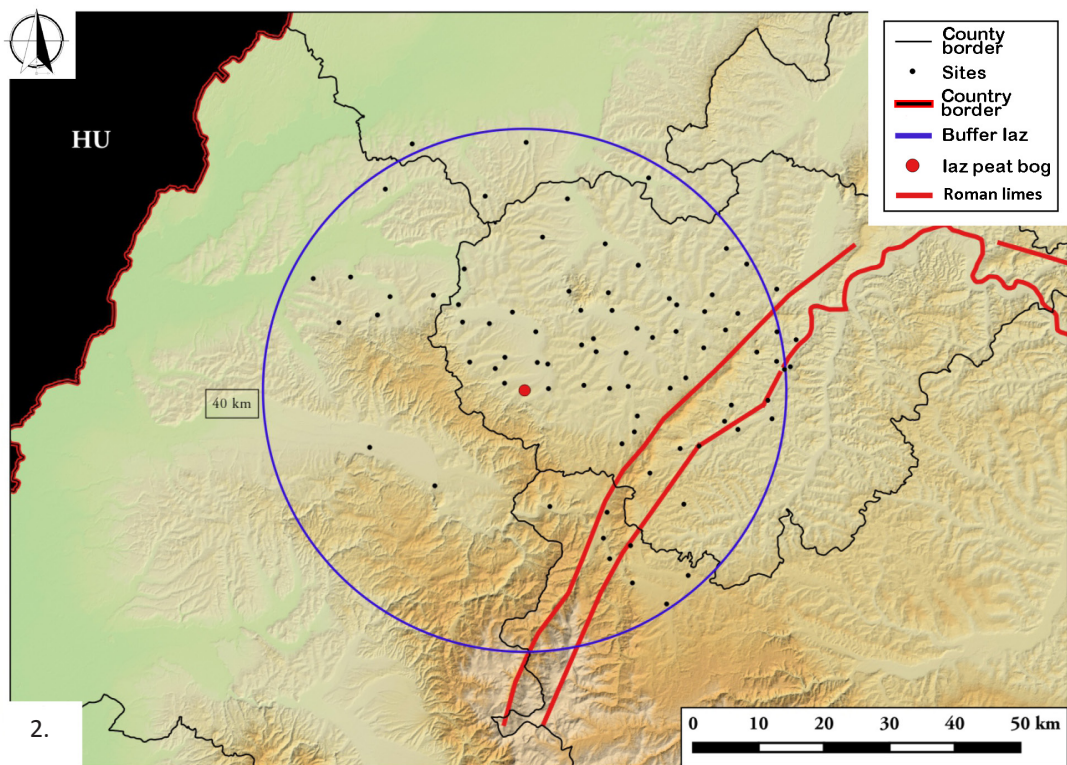 HU
County
border
Sites
Country
border
Buffer Iaz
Iaz peat bog
Roman limes
40 km
2.
0 10 20 30 40 50 km